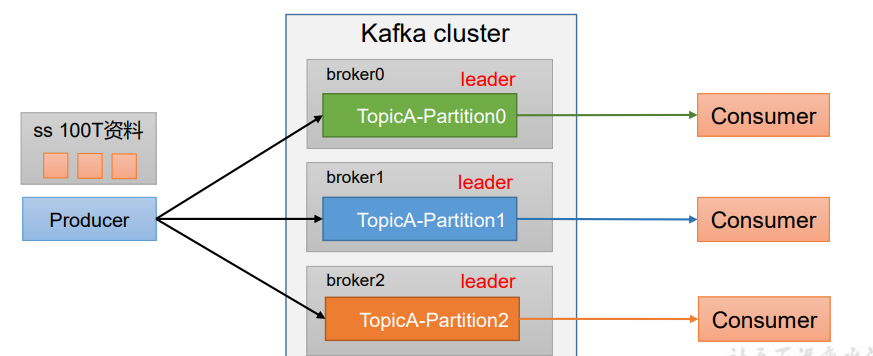 Kafka cluster
broker0
leader
TopicA-Partition0
Consumer
ss 100T资料
Producer
broker1
leader
TopicA-Partition1
Consumer
broker2
leader
TopicA-Partition2
Consumer